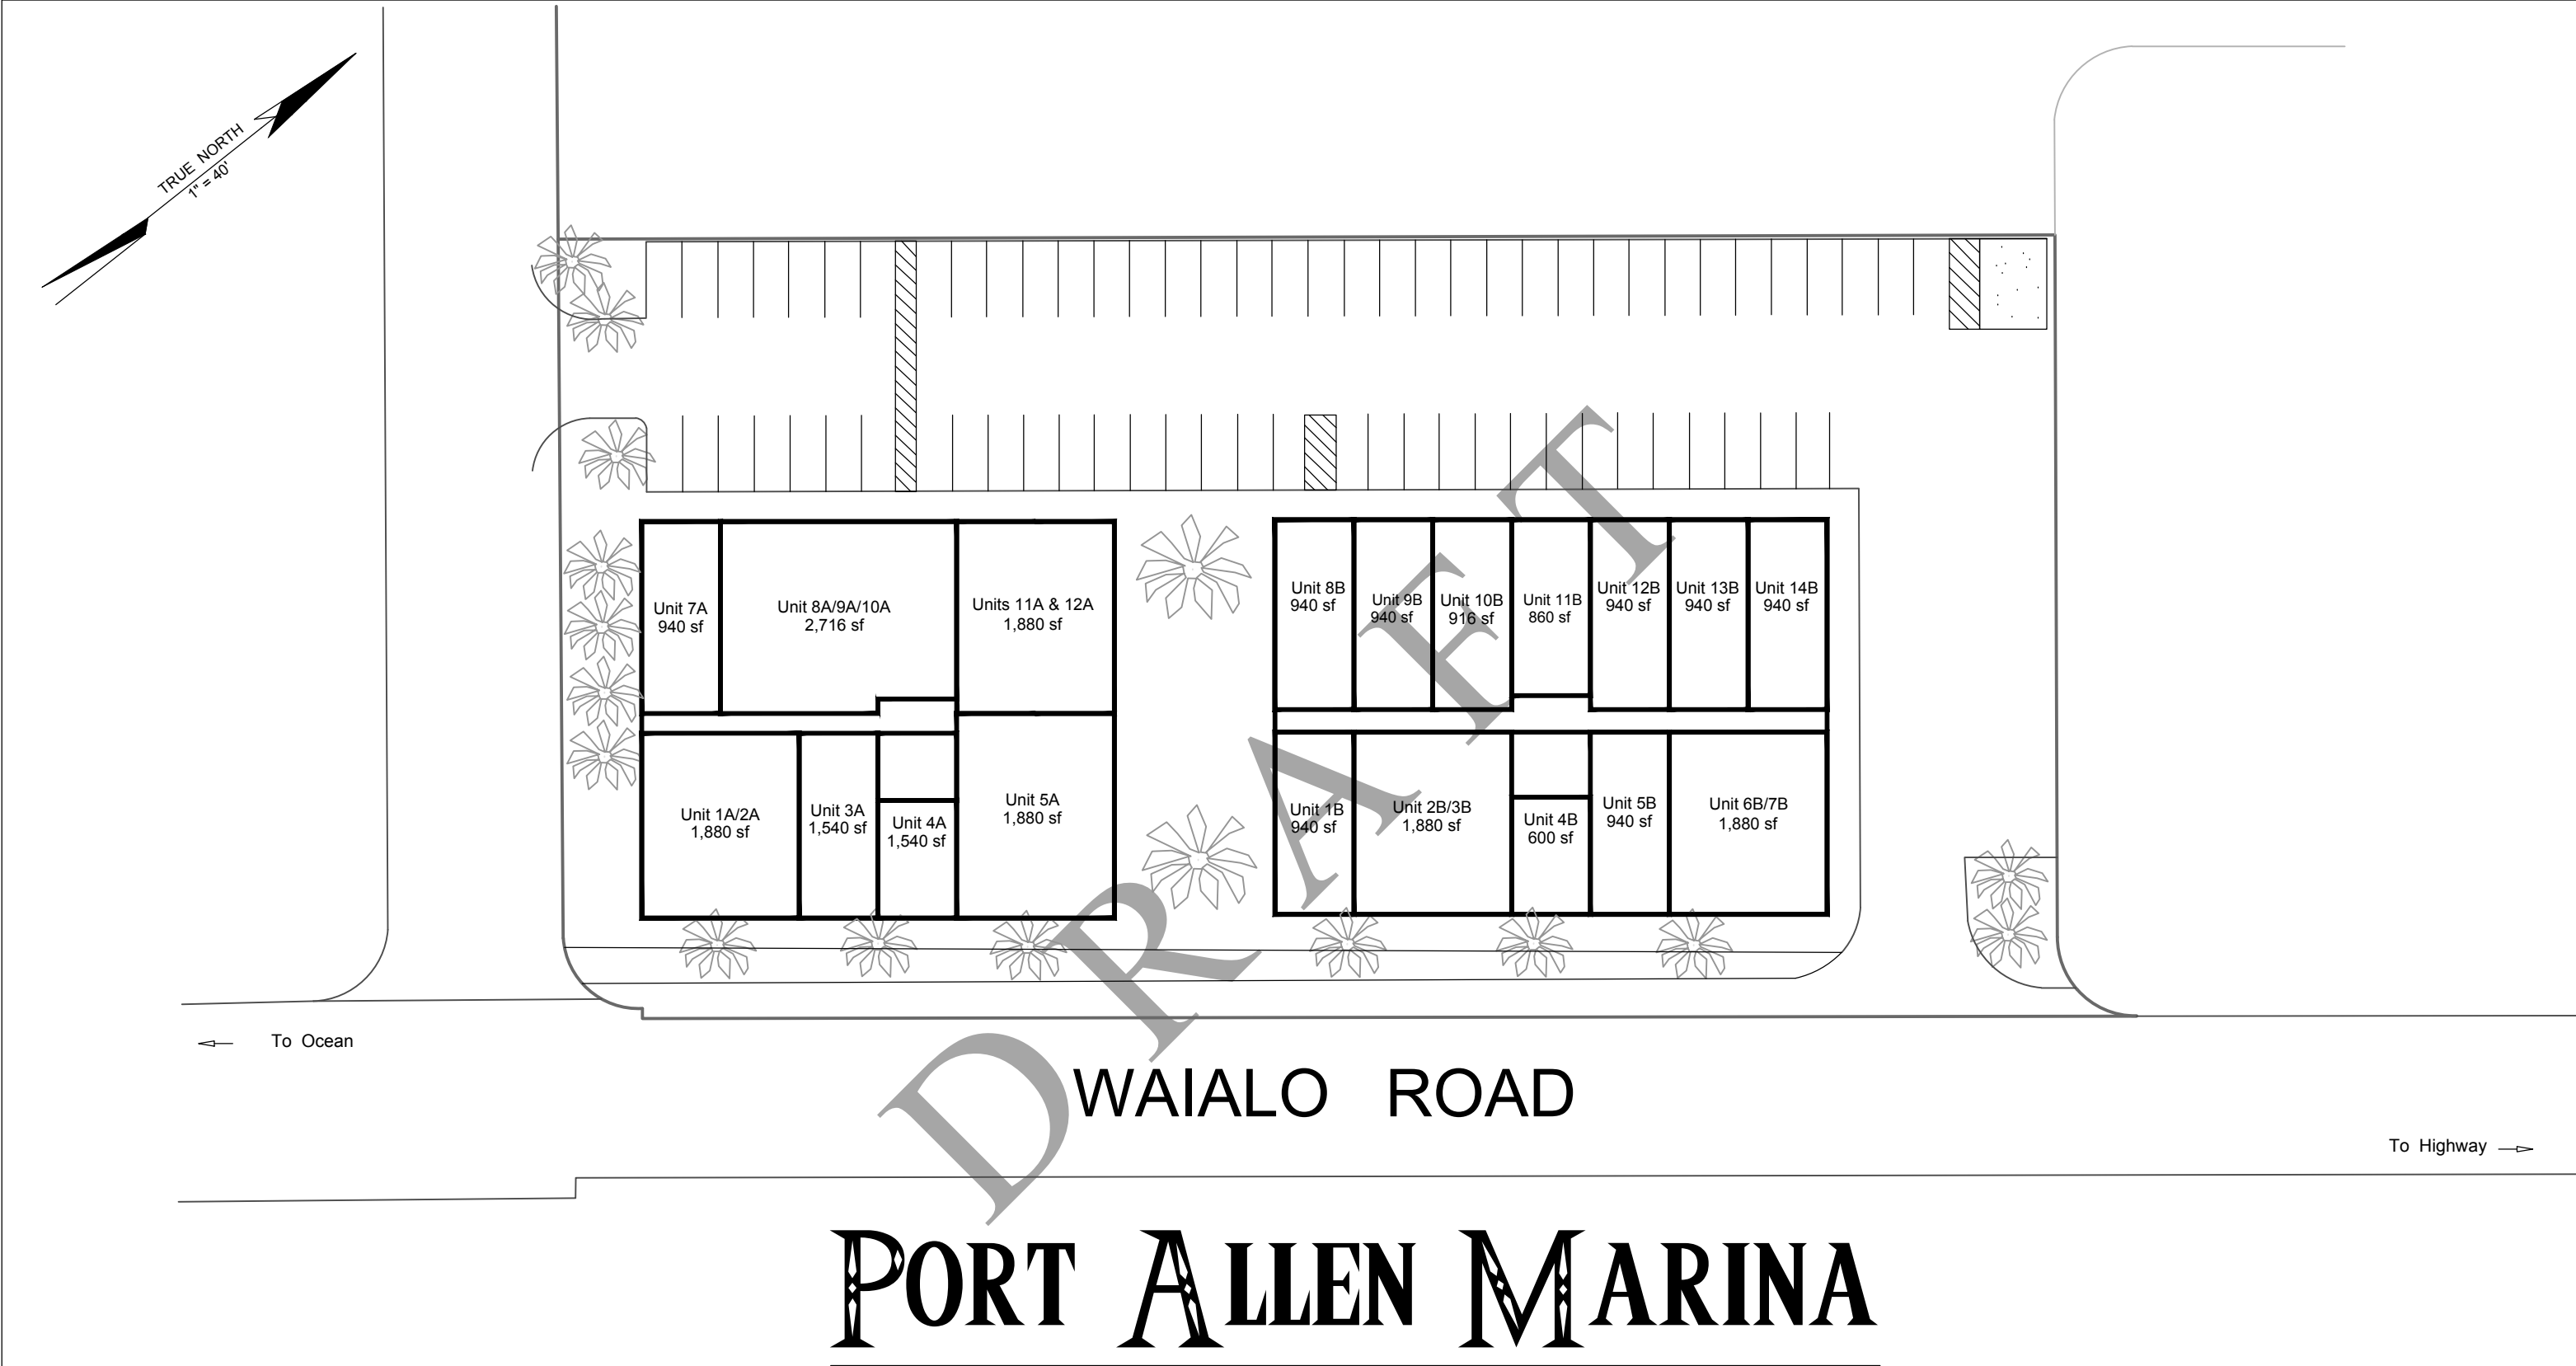 TRUE NORTH
1" = 40'
Unit 7A
940 sf
Unit 8A/9A/10A
2,716 sf
Units 11A & 12A
1,880 sf
Unit 8B
940 sf
Unit 9B
940 sf
Unit 10B
916 sf
Unit 11B
860 sf
Unit 12B
940 sf
Unit 13B
940 sf
Unit 14B
940 sf
Unit 1A/2A
1,880 sf
Unit 3A
1,540 sf
Unit 4A
1,540 sf
Unit 5A
1,880 sf
Unit 1B
940 sf
Unit 2B/3B
1,880 sf
Unit 4B
600 sf
Unit 5B
940 sf
Unit 6B/7B
1,880 sf
DRAFT
To Ocean
WAIALO ROAD
To Highway
PORT ALLEN MARINA